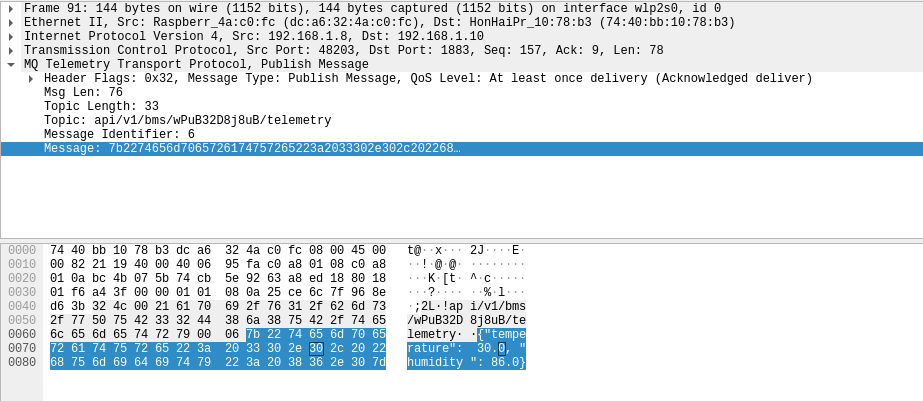 Frame 91: 144 bytes on wire (1152 bits), 144 bytes captured (1152 bits) on interface wlp2s0, id 0
Ethernet II, Src: Raspberr_4a:c0:fc (dc:a6:32:4a:c0:fc), Dst: HonHaiPr_10:78:b3 (74:40:bb:10:78:b3)
Internet Protocol Version 4, Src: 192.168.1.8, Dst: 192.168.1.10
Transmission Control Protocol, Src Port: 48203, Dst Port: 1883, Seq: 157, Ack: 9, Len: 78
MQ Telemetry Transport Protocol, Publish Message
Header Flags: 0x32, Message Type: Publish Message, QoS Level: At least once delivery (Acknowledged deliver)
Msg Len: 76
Topic Length: 33
Topic: api/v1/bms/wPuB32D8j8uB/telemetry
Message Identifier: 6
Message: 7b2274656d7065726174757265223a2033302e302c202268…
0000 74 40 bb 10 78 b3 dc a6 32 4a c0 fc 08 00 45 00 t@··x··· 2J····E·
0010 00 82 21 19 40 00 40 06 95 fa c0 a8 01 08 c0 a8 ··!·@·@· ········
0020 01 0a bc 4b 07 5b 74 cb 5e 92 63 a8 ed 18 80 18 ···K·[t· ^·c·····
0030 01 f6 a4 3f 00 00 01 01 08 0a 25 ce 6c 7f 96 8e ···?···· ··%·l···
0040 d6 3b 32 4c 00 21 61 70 69 2f 76 31 2f 62 6d 73 ·;2L·!ap i/v1/bms
0050 2f 77 50 75 42 33 32 44 38 6a 38 75 42 2f 74 65 /wPuB32D 8j8uB/te
0060 6c 65 6d 65 74 72 79 00 06 7b 22 74 65 6d 70 65 lemetry· ·{"tempe
0070 72 61 74 75 72 65 22 3a 20 33 30 2e 30 2c 20 22 rature": 30.0, "
0080 68 75 6d 69 64 69 74 79 22 3a 20 38 36 2e 30 7d humidity ": 86.0}